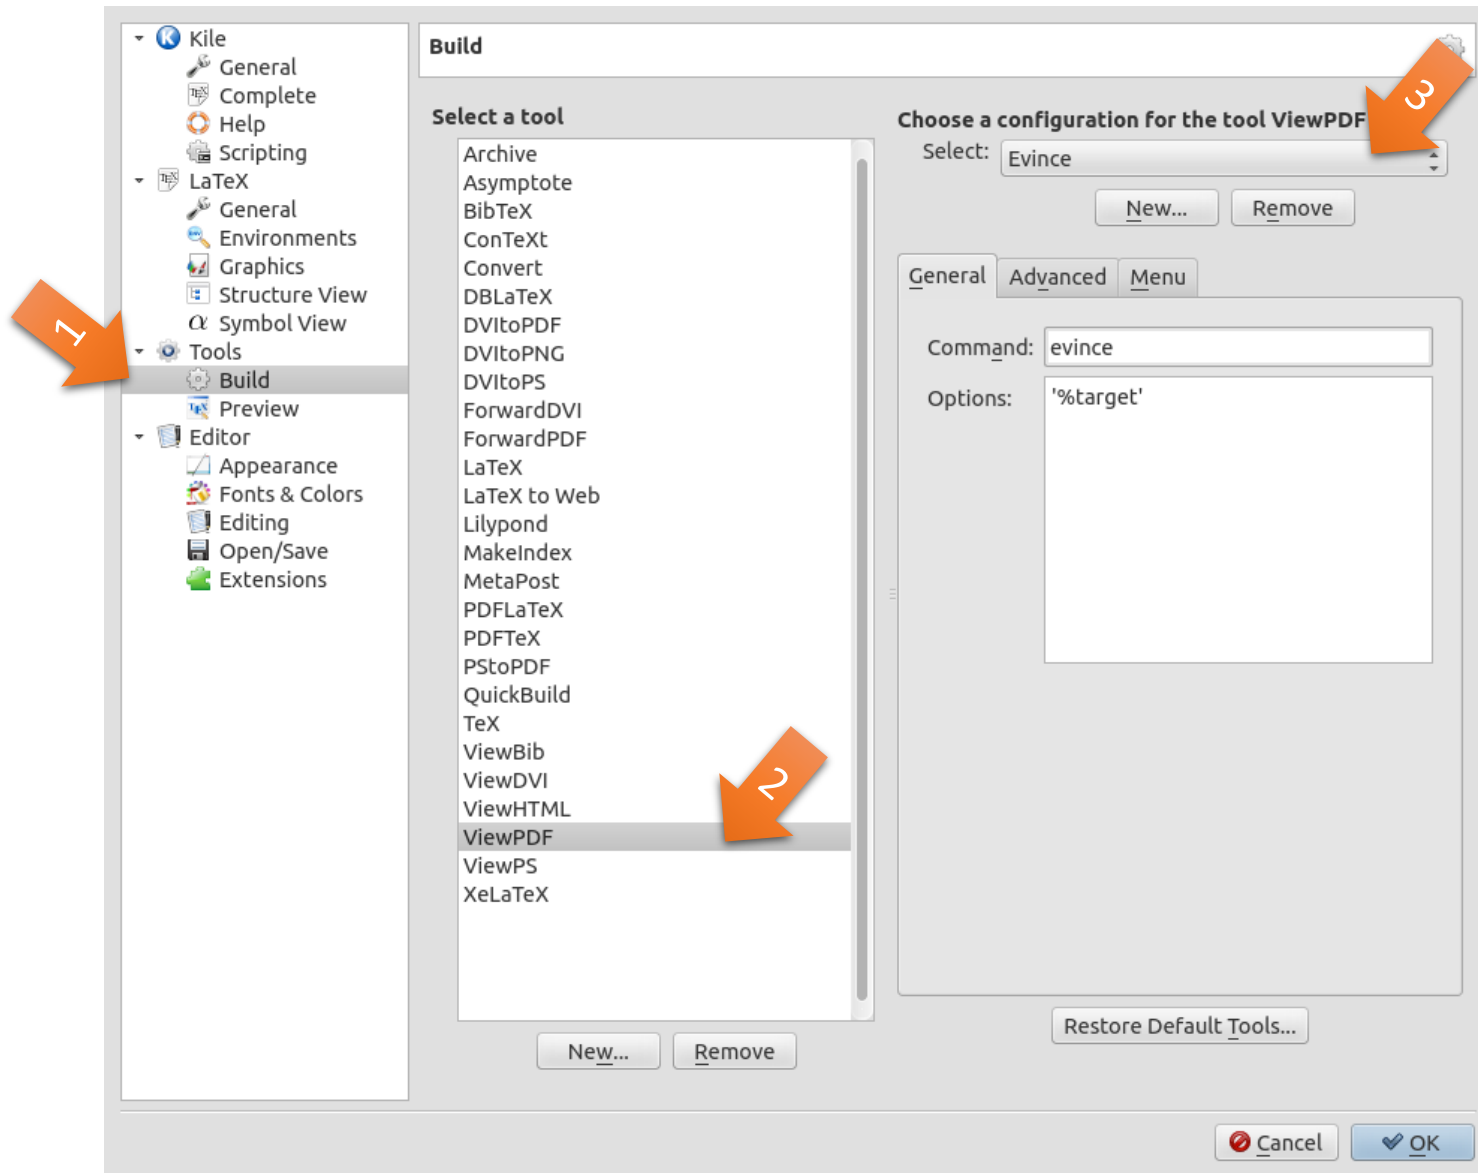 Kile
General
Complete
Help
Scripting
LaTeX
General
Environments
Graphics
Structure View
α Symbol View
Tools
Build
Preview
Editor
Appearance
Fonts & Colors
Editing
Open/Save
Extensions
1
Build
Select a tool
Archive
Asymptote
BibTeX
ConTeXt
Convert
DBLaTeX
DVItoPDF
DVItoPNG
DVItoPS
ForwardDVI
ForwardPDF
LaTeX
LaTeX to Web
Lilypond
MakeIndex
MetaPost
PDFLaTeX
PDFTeX
PStoPDF
QuickBuild
TeX
ViewBib
ViewDVI
ViewHTML
ViewPDF
ViewPS
XeLaTeX
2
New... Remove
3
Choose a configuration for the tool ViewPDF
Select: Evince
New... Remove
General Advanced Menu
Command: evince
Options: '%target'
Restore Default Tools...
Cancel OK